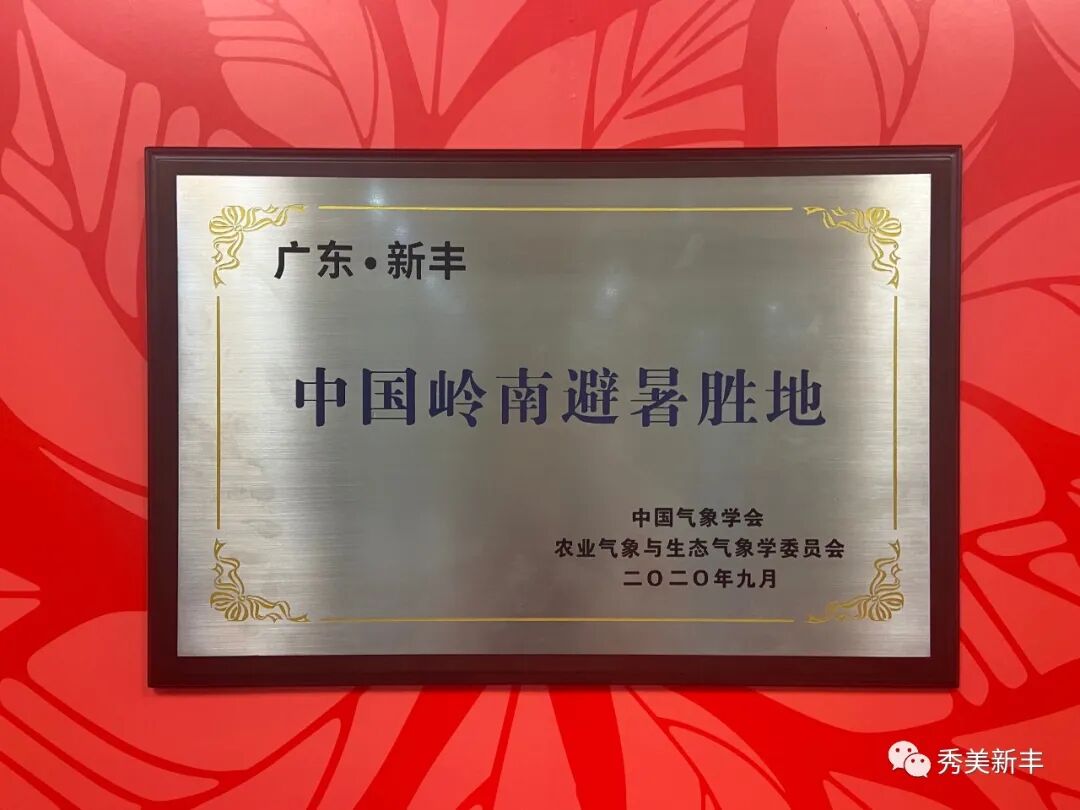 广东·新丰
中国岭南避暑胜地
中国气象学会
农业气象与生态气象学委员会
二〇二〇年九月
秀美新丰